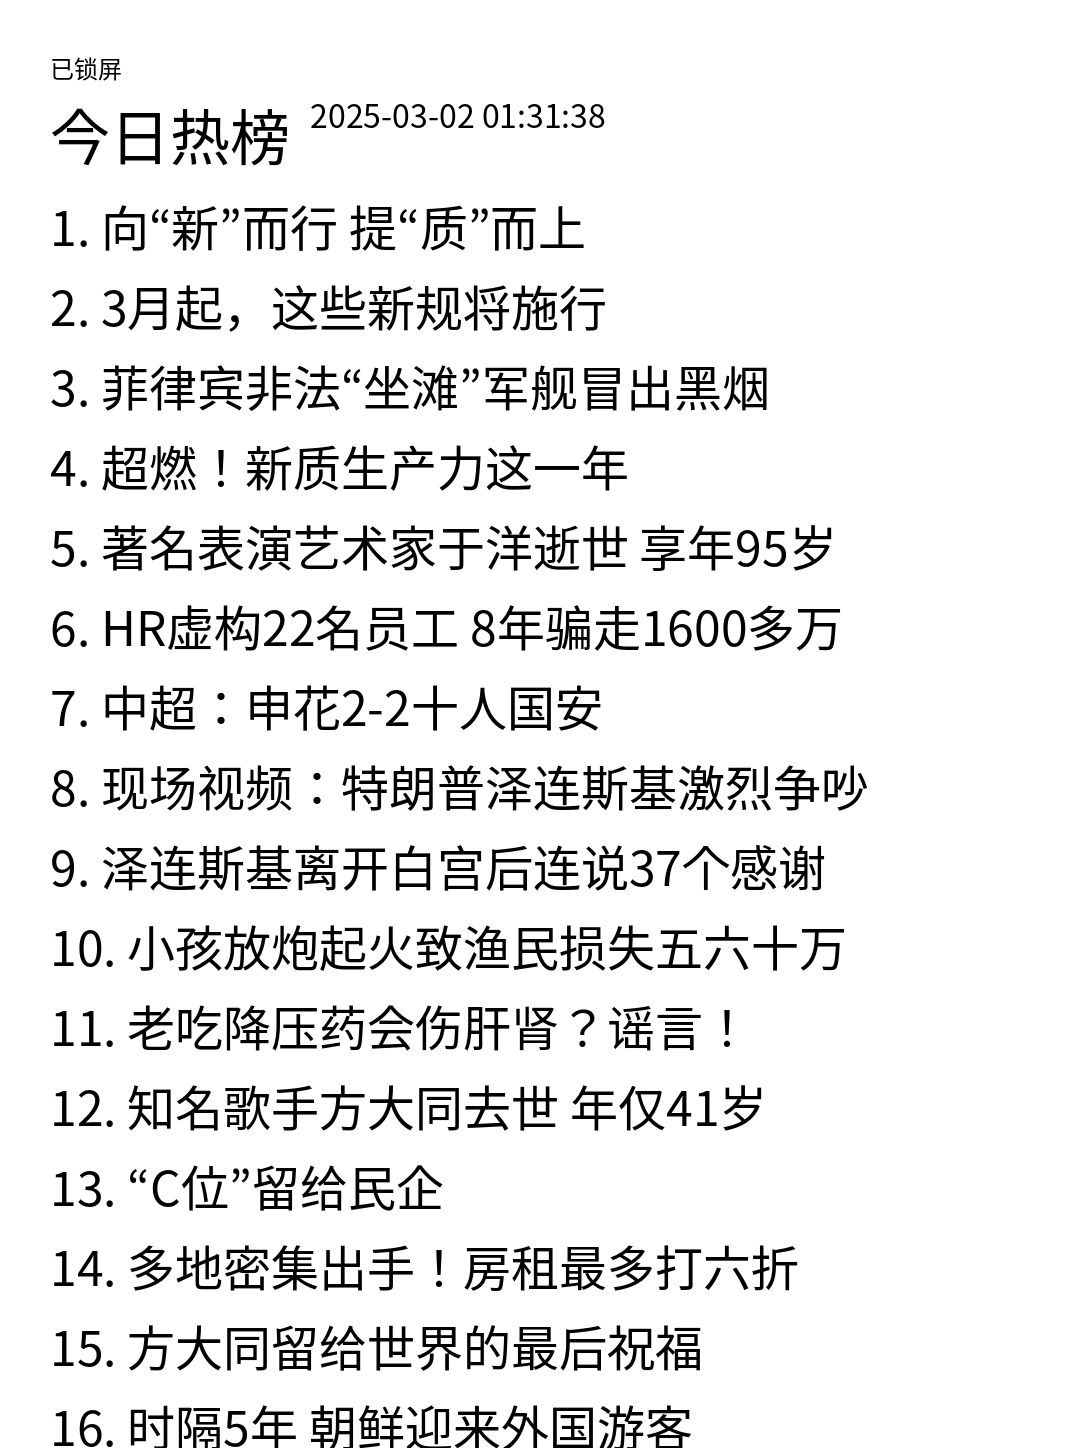 已锁屏
今日热榜 2025-03-02 01:31:38
1. 向“新”而行 提“质”而上
2. 3月起，这些新规将施行
3. 菲律宾非法“坐滩”军舰冒出黑烟
4. 超燃！新质生产力这一年
5. 著名表演艺术家于洋逝世 享年95岁
6. HR虚构22名员工 8年骗走1600多万
7. 中超：申花2-2十人国安
8. 现场视频：特朗普泽连斯基激烈争吵
9. 泽连斯基离开白宫后连说37个感谢
10. 小孩放炮起火致渔民损失五六十万
11. 老吃降压药会伤肝肾？谣言！
12. 知名歌手方大同去世 年仅41岁
13. “C位”留给民企
14. 多地密集出手！房租最多打六折
15. 方大同留给世界的最后祝福
16. 时隔5年 朝鲜迎来外国游客